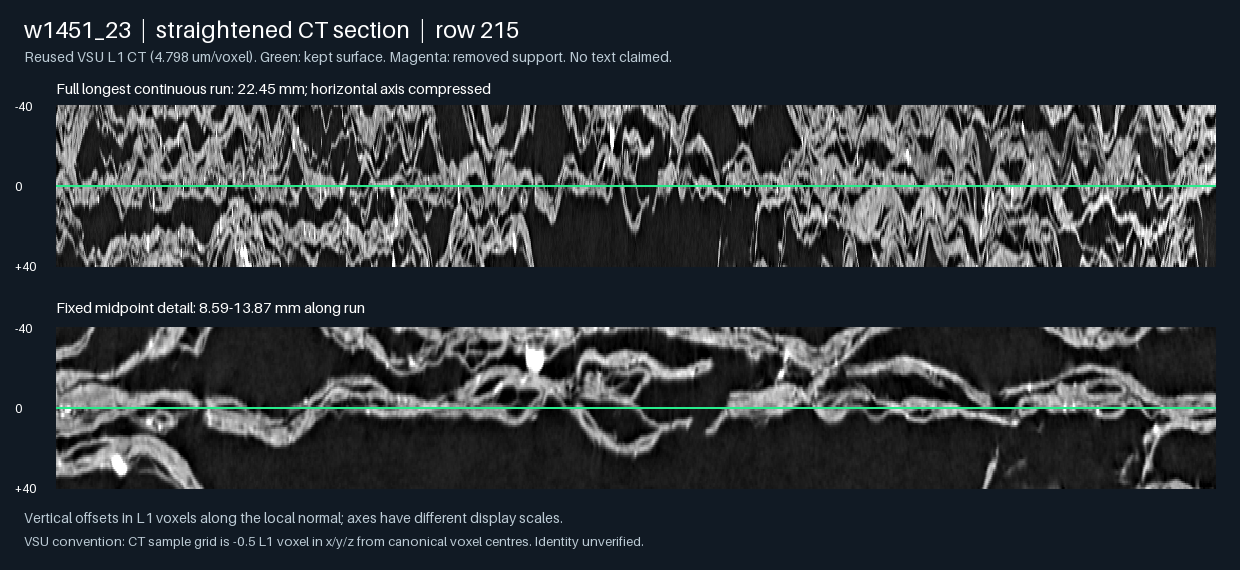 w1451_23 | straightened CT section | row 215
Reused VSU L1 CT (4.798 um/voxel). Green: kept surface. Magenta: removed support. No text claimed.
Full longest continuous run: 22.45 mm; horizontal axis compressed
-40
0
+40
Fixed midpoint detail: 8.59-13.87 mm along run
-40
0
+40
Vertical offsets in L1 voxels along the local normal; axes have different display scales.
VSU convention: CT sample grid is -0.5 L1 voxel in x/y/z from canonical voxel centres. Identity unverified.